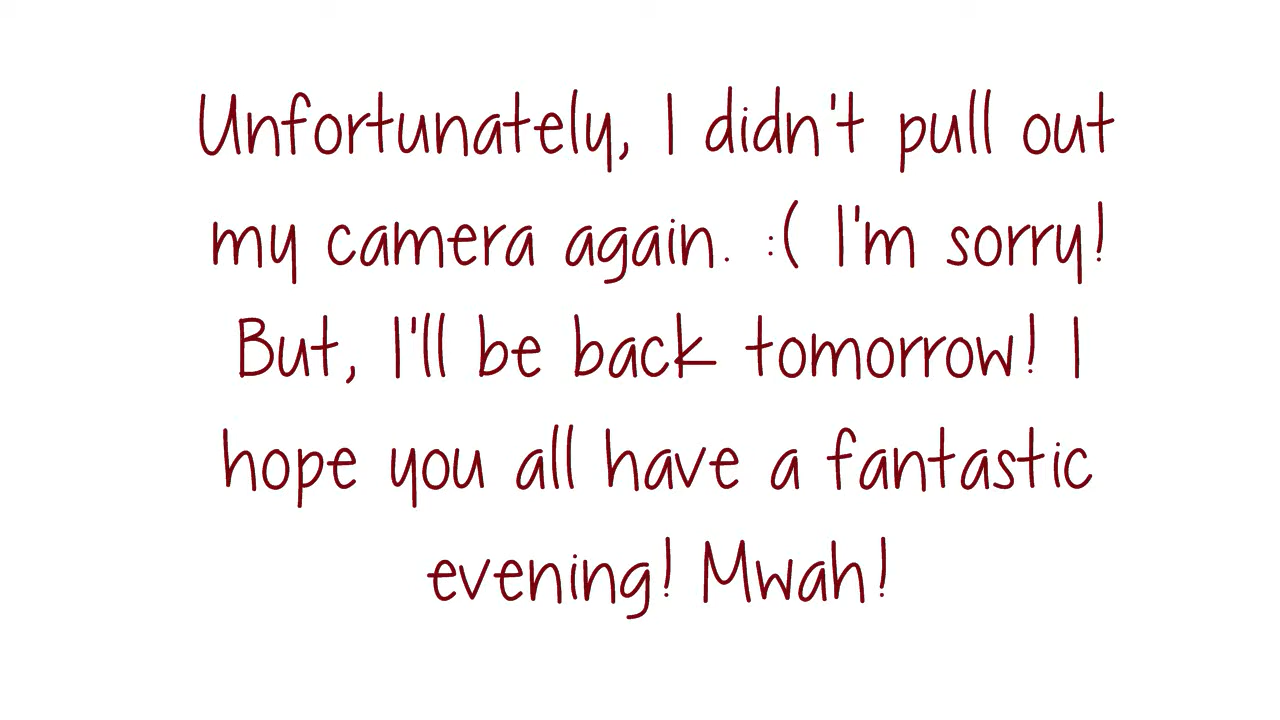 Unfortunately, I didn't pull out
my camera again. :( I'm sorry!
But, I'll be back tomorrow! I
hope you all have a fantastic
evening! Mwah!